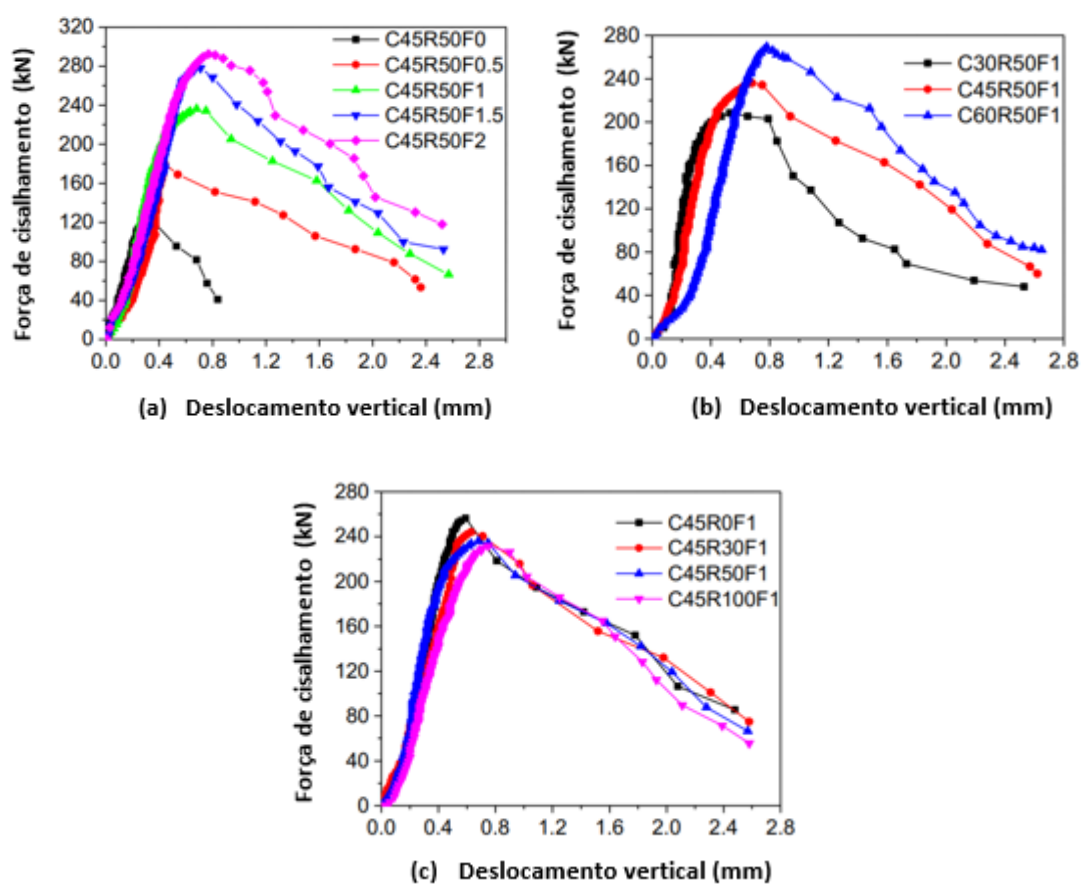 Força de cisalhamento (kN)
320
280
240
200
160
120
80
40
0
C45R50F0
C45R50F0.5
C45R50F1
C45R50F1.5
C45R50F2
0.0 0.4 0.8 1.2 1.6 2.0 2.4 2.8
(a) Deslocamento vertical (mm)
Força de cisalhamento (kN)
280
240
200
160
120
80
40
0
C30R50F1
C45R50F1
C60R50F1
0.0 0.4 0.8 1.2 1.6 2.0 2.4 2.8
(b) Deslocamento vertical (mm)
Força de cisalhamento (kN)
280
240
200
160
120
80
40
0
C45R0F1
C45R30F1
C45R50F1
C45R100F1
0.0 0.4 0.8 1.2 1.6 2.0 2.4 2.8
(c) Deslocamento vertical (mm)